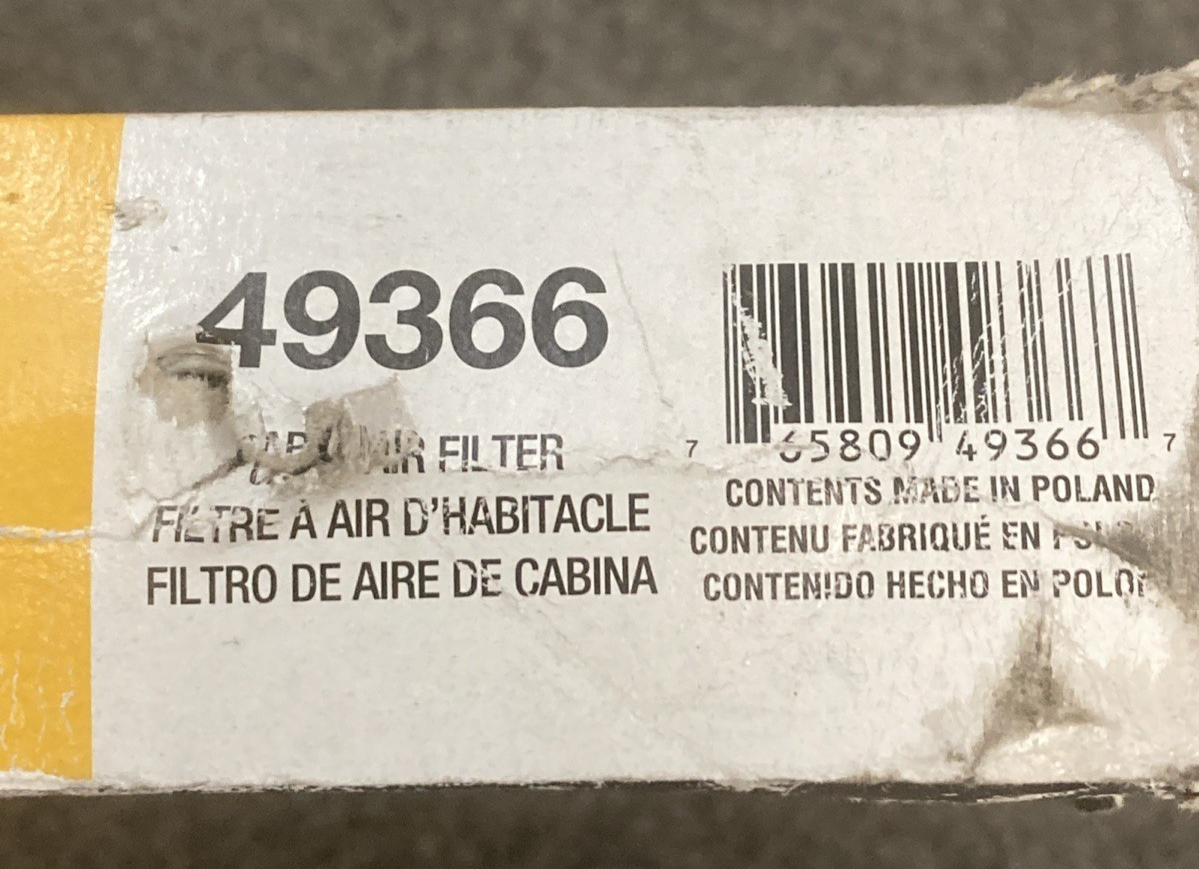 49366
AIR FILTER
FILTRE À AIR D'HABITACLE
FILTRO DE AIRE DE CABINA
7 65809 49366 7
CONTENTS MADE IN POLAND
CONTENU FABRIQUÉ EN
CONTENIDO HECHO EN